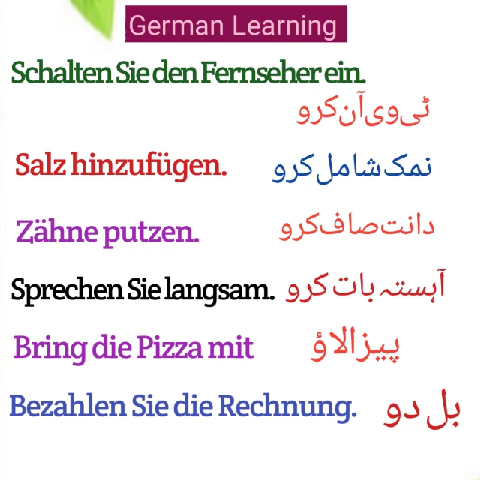 German Learning
Schalten Sie den Fernseher ein.
ٹی وی آن کرو
Salz hinzufügen.
نمک شامل کرو
Zähne putzen.
دانت صاف کرو
Sprechen Sie langsam.
آہستہ بات کرو
Bring die Pizza mit
پیزا لاؤ
Bezahlen Sie die Rechnung.
بل دو